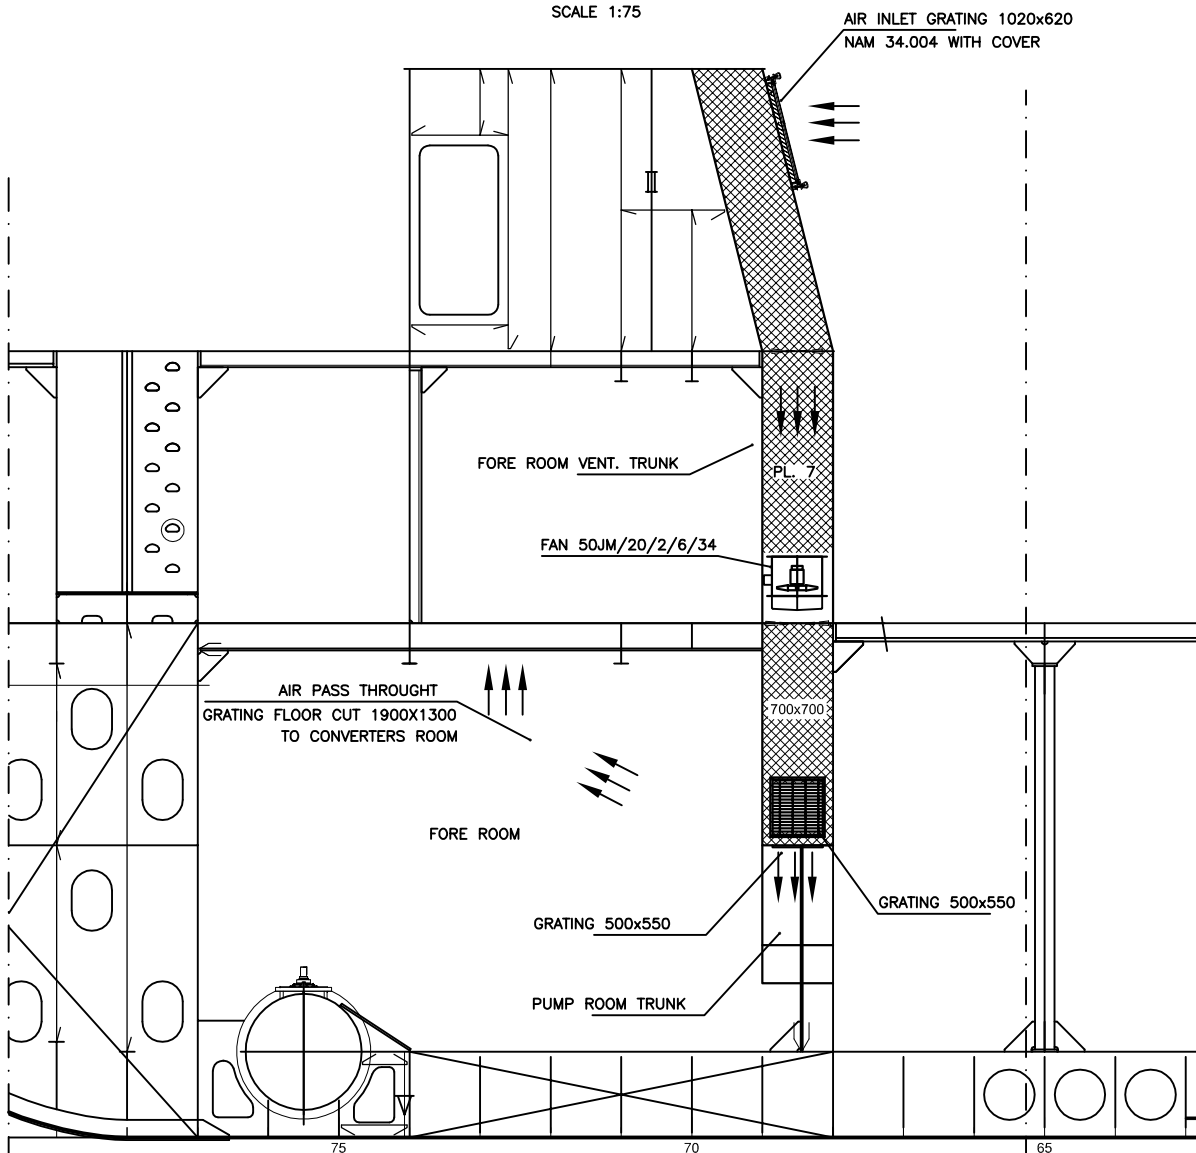 SCALE 1:75
AIR INLET GRATING 1020x620
NAM 34.004 WITH COVER
FORE ROOM VENT. TRUNK
PL. 7
FAN 50JM/20/2/6/34
AIR PASS THROUGHT
GRATING FLOOR CUT 1900X1300
TO CONVERTERS ROOM
700x700
FORE ROOM
GRATING 500x550
GRATING 500x550
PUMP ROOM TRUNK
75
70
65